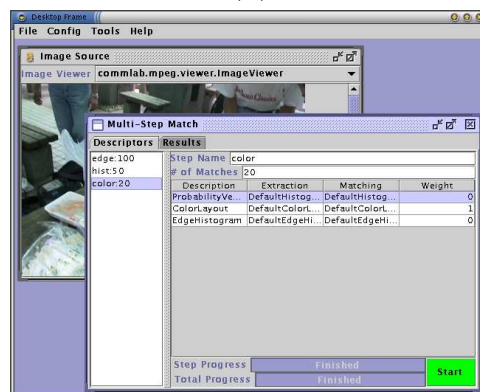 Desktop Frame
File Config Tools Help
Image Source
Image Viewer commlab.mpeg.viewer.ImageViewer
Multi-Step Match
Descriptors Results
edge:100
hist:50
color:20
Step Name color
# of Matches 20
Description Extraction Matching Weight
ProbabilityVe... DefaultHistog... DefaultHistog... 0
ColorLayout DefaultColorL... DefaultColorL... 1
EdgeHistogram DefaultEdgeHi... DefaultEdgeHi... 0
Step Progress Finished
Total Progress Finished
Start